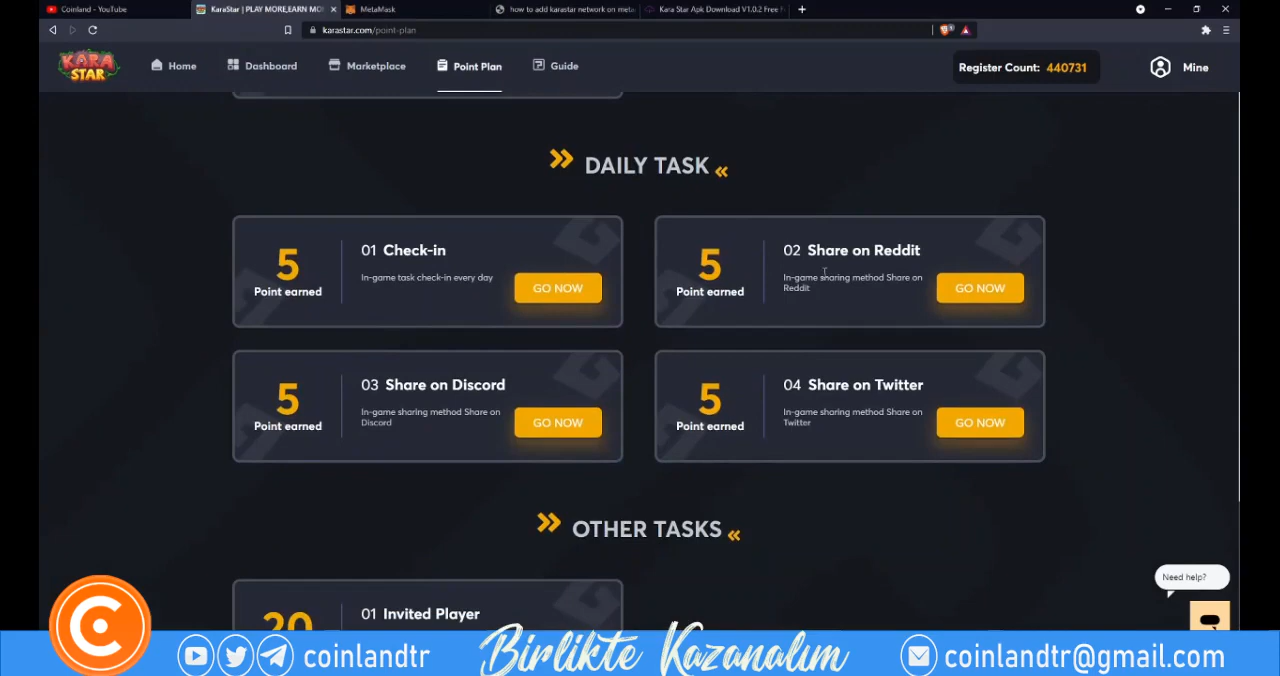 Coinland - YouTube
KaraStar | PLAY MORE,EARN MO
MetaMask
how to add karastar network on meta
Kara Star Apk Download V1.0.2 Free
karastar.com/point-plan
KARA
STAR
Home
Dashboard
Marketplace
Point Plan
Guide
Register Count: 440731
Mine
DAILY TASK
5
Point earned
01 Check-in
In-game task check-in every day
GO NOW
5
Point earned
02 Share on Reddit
In-game sharing method Share on
Reddit
GO NOW
5
Point earned
03 Share on Discord
In-game sharing method Share on
Discord
GO NOW
5
Point earned
04 Share on Twitter
In-game sharing method Share on
Twitter
GO NOW
OTHER TASKS
20
01 Invited Player
Need help?
coinlandtr
Birlikte Kazanalım
coinlandtr@gmail.com